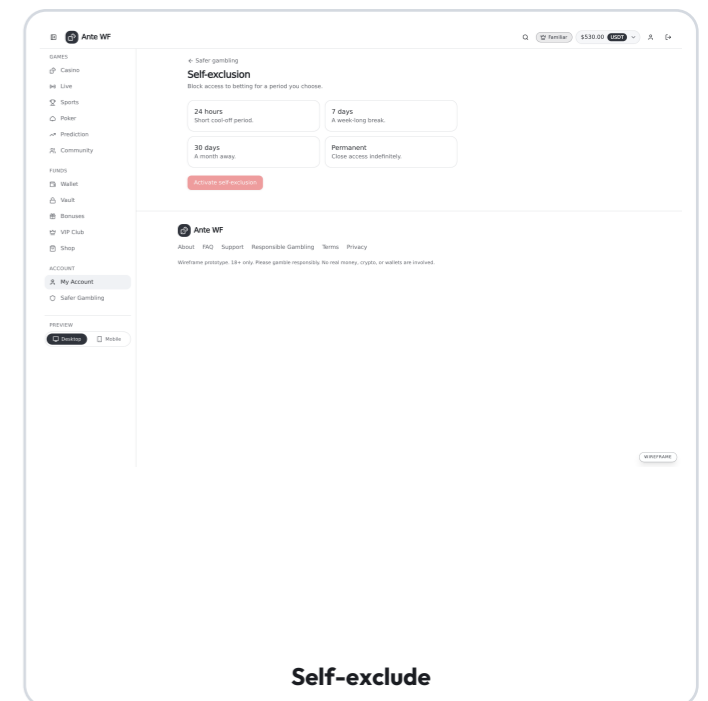 Ante WF
Familiar
$530.00 USDT
GAMES
Casino
Live
Sports
Poker
Prediction
Community
FUNDS
Wallet
Vault
Bonuses
VIP Club
Shop
ACCOUNT
My Account
Safer Gambling
PREVIEW
Desktop Mobile
← Safer gambling
Self-exclusion
Block access to betting for a period you choose.
24 hours
Short cool-off period.
7 days
A week-long break.
30 days
A month away.
Permanent
Close access indefinitely.
Activate self-exclusion
Ante WF
About FAQ Support Responsible Gambling Terms Privacy
Wireframe prototype. 18+ only. Please gamble responsibly. No real money, crypto, or wallets are involved.
WIREFRAME
Self-exclude